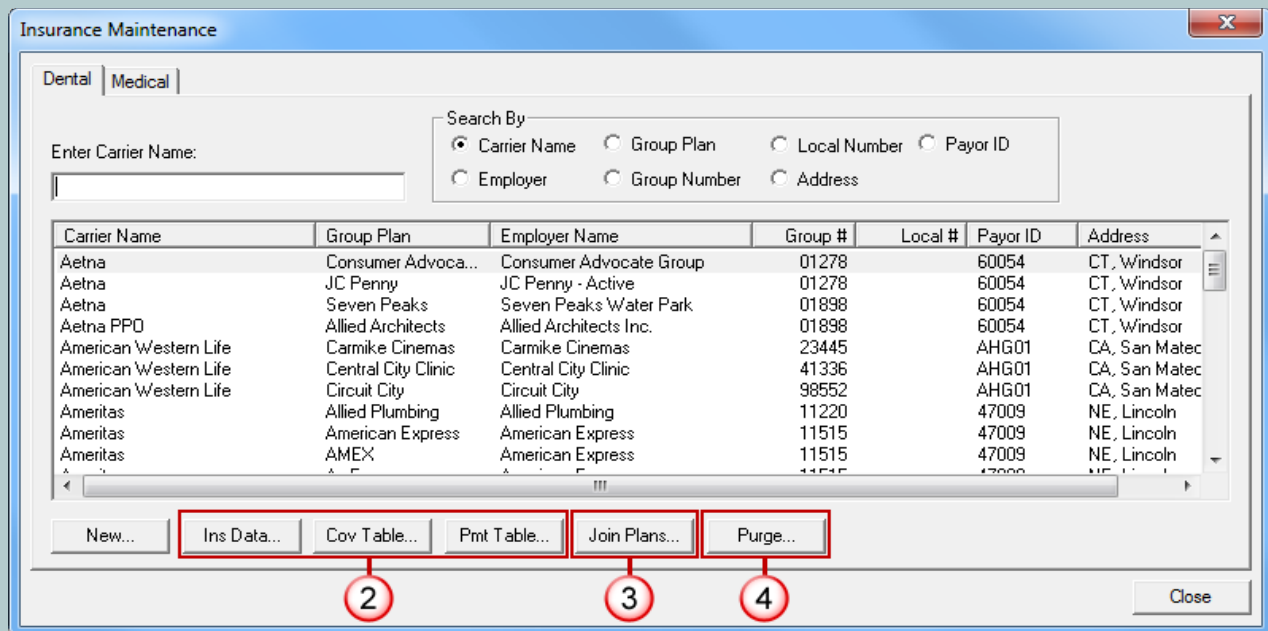 Insurance Maintenance
Dental Medical
Search By
Enter Carrier Name:
Carrier Name Group Plan Local Number Payor ID
Employer Group Number Address
Carrier Name Group Plan Employer Name Group # Local # Payor ID Address
Aetna Consumer Advoca... Consumer Advocate Group 01278 60054 CT, Windsor
Aetna JC Penny JC Penny - Active 01278 60054 CT, Windsor
Aetna Seven Peaks Seven Peaks Water Park 01898 60054 CT, Windsor
Aetna PPO Allied Architects Allied Architects Inc. 01898 60054 CT, Windsor
American Western Life Carmike Cinemas Carmike Cinemas 23445 AHG01 CA, San Matec
American Western Life Central City Clinic Central City Clinic 41336 AHG01 CA, San Matec
American Western Life Circuit City Circuit City 98552 AHG01 CA, San Matec
Ameritas Allied Plumbing Allied Plumbing 11220 47009 NE, Lincoln
Ameritas American Express American Express 11515 47009 NE, Lincoln
Ameritas AMEX American Express 11515 47009 NE, Lincoln
New... Ins Data... Cov Table... Pmt Table... Join Plans... Purge...
2 3 4
Close